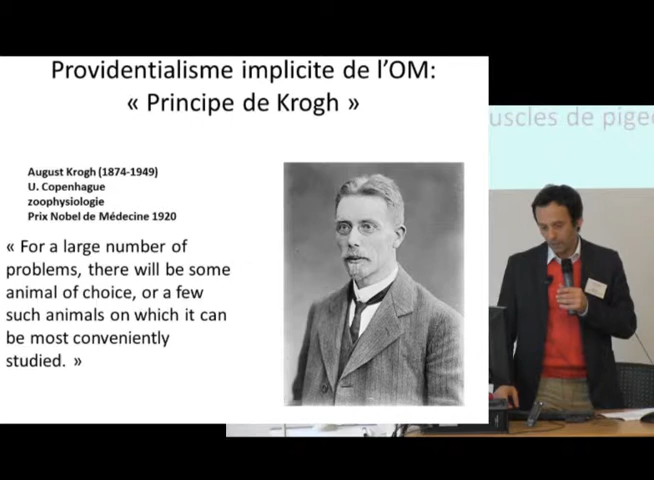 Providentialisme implicite de l'OM:
« Principe de Krogh »
August Krogh (1874-1949)
U. Copenhague
zoophysiologie
Prix Nobel de Médecine 1920
« For a large number of
problems, there will be some
animal of choice, or a few
such animals on which it can
be most conveniently
studied. »
uscles de pige